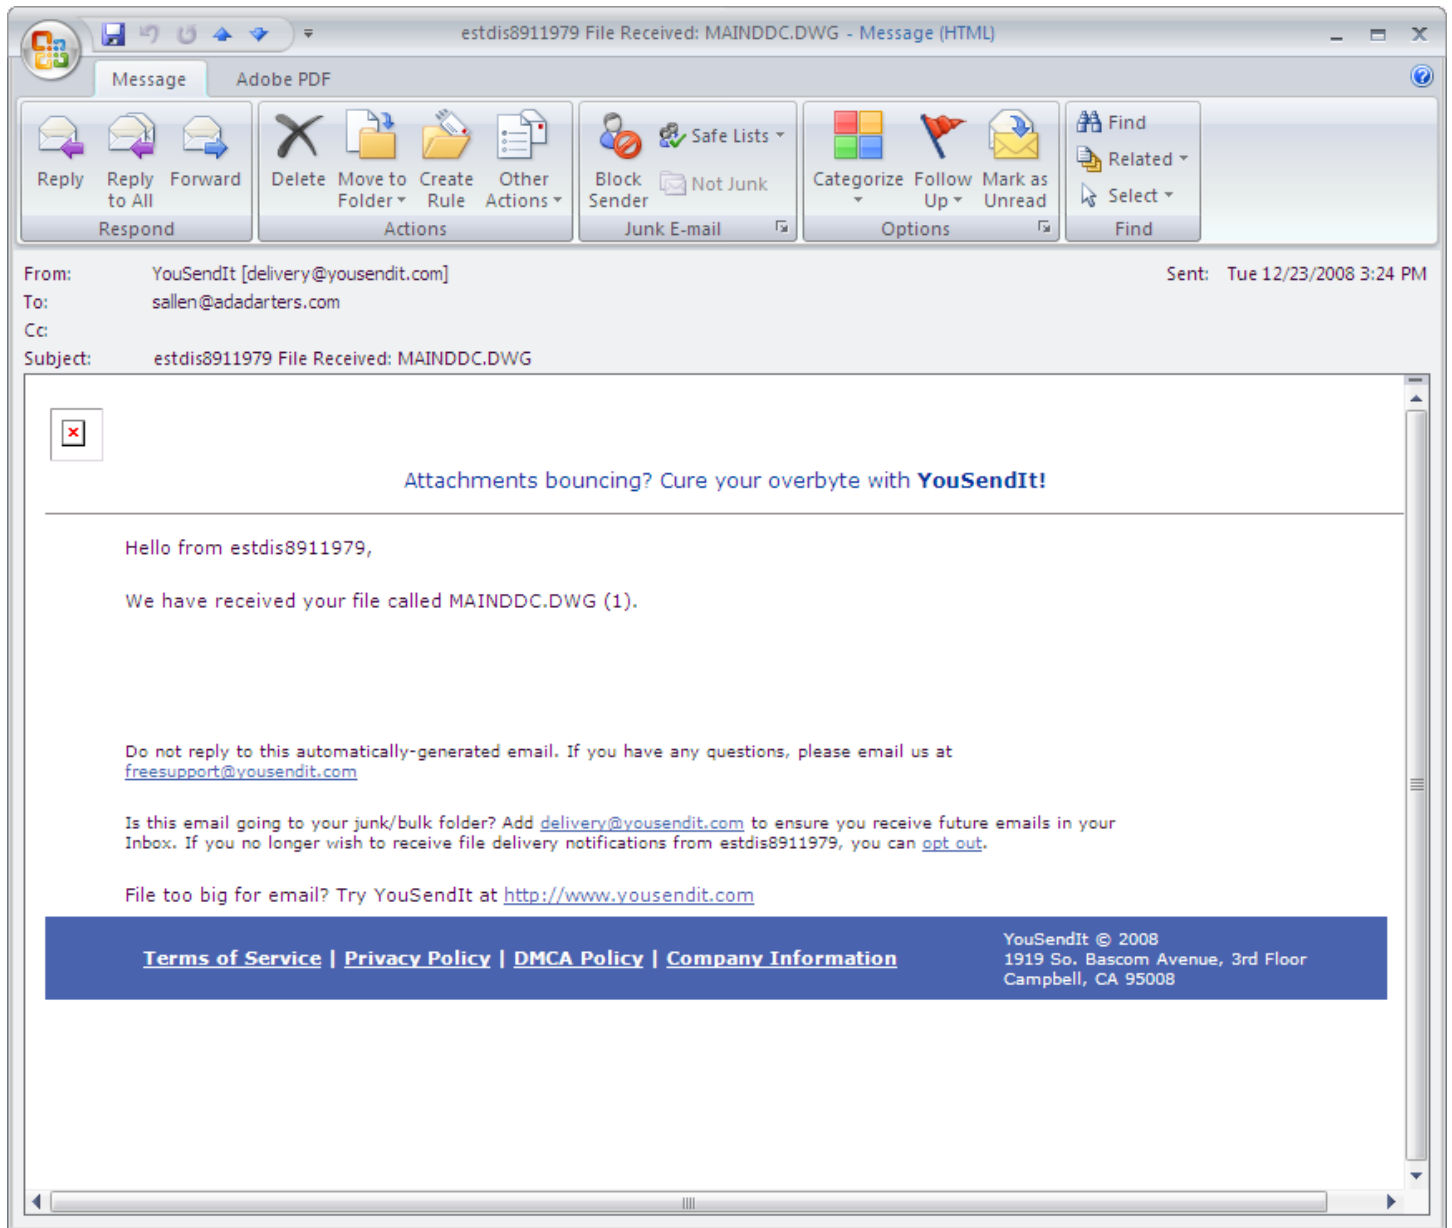 estdis8911979 File Received: MAINDDC.DWG - Message (HTML)
Message Adobe PDF
Reply
Reply to All
Forward
Respond
Delete
Move to Folder
Create Rule
Other Actions
Actions
Block Sender
Safe Lists
Not Junk
Junk E-mail
Categorize
Follow Up
Mark as Unread
Options
Find
Related
Select
Find
From: YouSendIt [delivery@yousendit.com] Sent: Tue 12/23/2008 3:24 PM
To: sallen@adadarters.com
Cc:
Subject: estdis8911979 File Received: MAINDDC.DWG
Attachments bouncing? Cure your overbyte with YouSendIt!
Hello from estdis8911979,
We have received your file called MAINDDC.DWG (1).
Do not reply to this automatically-generated email. If you have any questions, please email us at
freesupport@yousendit.com
Is this email going to your junk/bulk folder? Add delivery@yousendit.com to ensure you receive future emails in your
Inbox. If you no longer wish to receive file delivery notifications from estdis8911979, you can opt out.
File too big for email? Try YouSendIt at http://www.yousendit.com
Terms of Service | Privacy Policy | DMCA Policy | Company Information
YouSendIt © 2008
1919 So. Bascom Avenue, 3rd Floor
Campbell, CA 95008